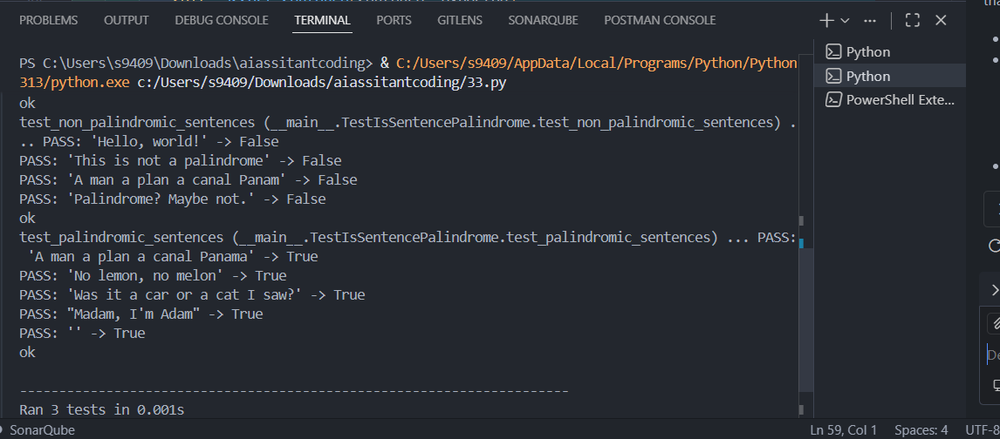 tha
PROBLEMS OUTPUT DEBUG CONSOLE TERMINAL PORTS GITLENS SONARQUBE POSTMAN CONSOLE
PS C:\Users\s9409\Downloads\aiassitantcoding> & C:/Users/s9409/AppData/Local/Programs/Python/Python
313/python.exe c:/Users/s9409/Downloads/aiassitantcoding/33.py
ok
test_non_palindromic_sentences (__main__.TestIsSentencePalindrome.test_non_palindromic_sentences) .
.. PASS: 'Hello, world!' -> False
PASS: 'This is not a palindrome' -> False
PASS: 'A man a plan a canal Panam' -> False
PASS: 'Palindrome? Maybe not.' -> False
ok
test_palindromic_sentences (__main__.TestIsSentencePalindrome.test_palindromic_sentences) ... PASS:
'A man a plan a canal Panama' -> True
PASS: 'No lemon, no melon' -> True
PASS: 'Was it a car or a cat I saw?' -> True
PASS: "Madam, I'm Adam" -> True
PASS: '' -> True
ok
----------------------------------------------------------------------
Ran 3 tests in 0.001s
Python
Python
PowerShell Exte...
De
SonarQube
Ln 59, Col 1 Spaces: 4 UTF-8